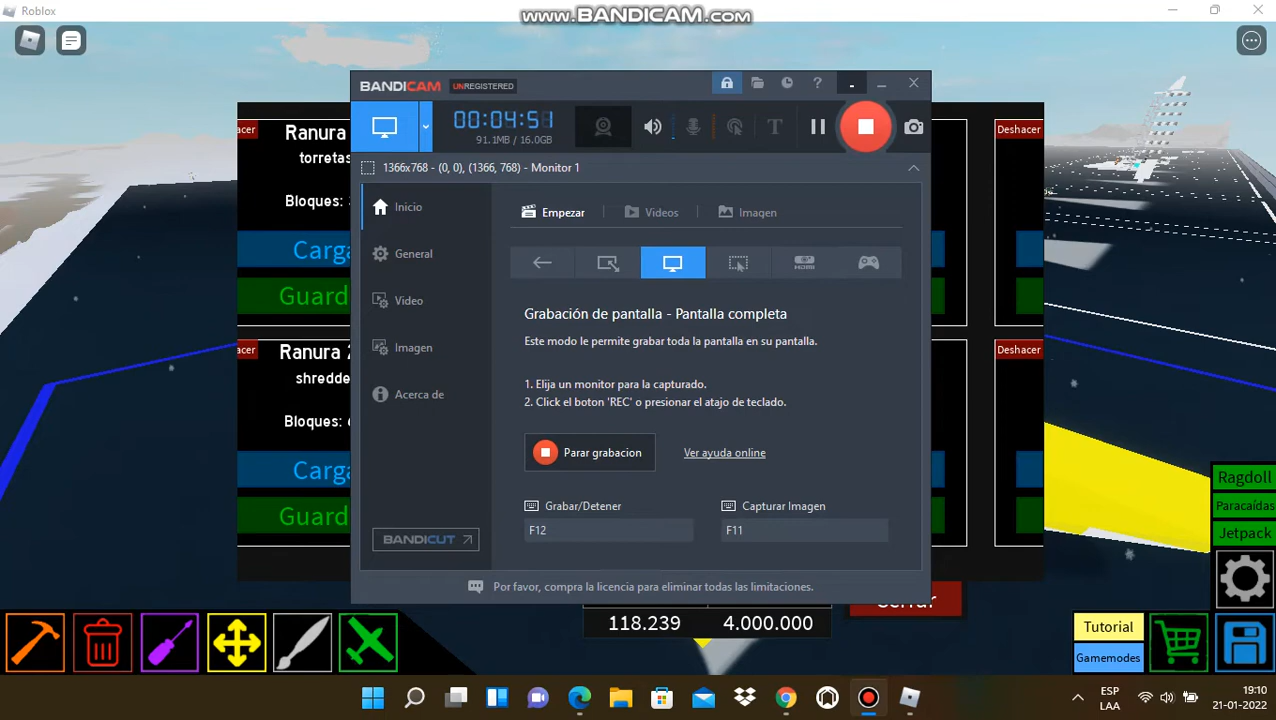 Roblox
www.BANDICAM.com
BANDICAM UNREGISTERED
00:04:51
91.1MB / 16.0GB
1366x768 - (0, 0), (1366, 768) - Monitor 1
Inicio
General
Video
Imagen
Acerca de
BANDICUT
Empezar
Videos
Imagen
HDMI
Grabación de pantalla - Pantalla completa
Este modo le permite grabar toda la pantalla en su pantalla.
1. Elija un monitor para la capturado.
2. Click el boton 'REC' o presionar el atajo de teclado.
Parar grabacion
Ver ayuda online
Grabar/Detener
Capturar Imagen
F12
F11
Por favor, compra la licencia para eliminar todas las limitaciones.
acer
Ranura
torretas
Bloques:
Carga
Guard
acer
Ranura 2
shredde
Bloques:
Carga
Guard
Deshacer
Deshacer
Cerrar
118.239
4.000.000
Ragdoll
Paracaídas
Jetpack
Tutorial
Gamemodes
ESP
LAA
19:10
21-01-2022